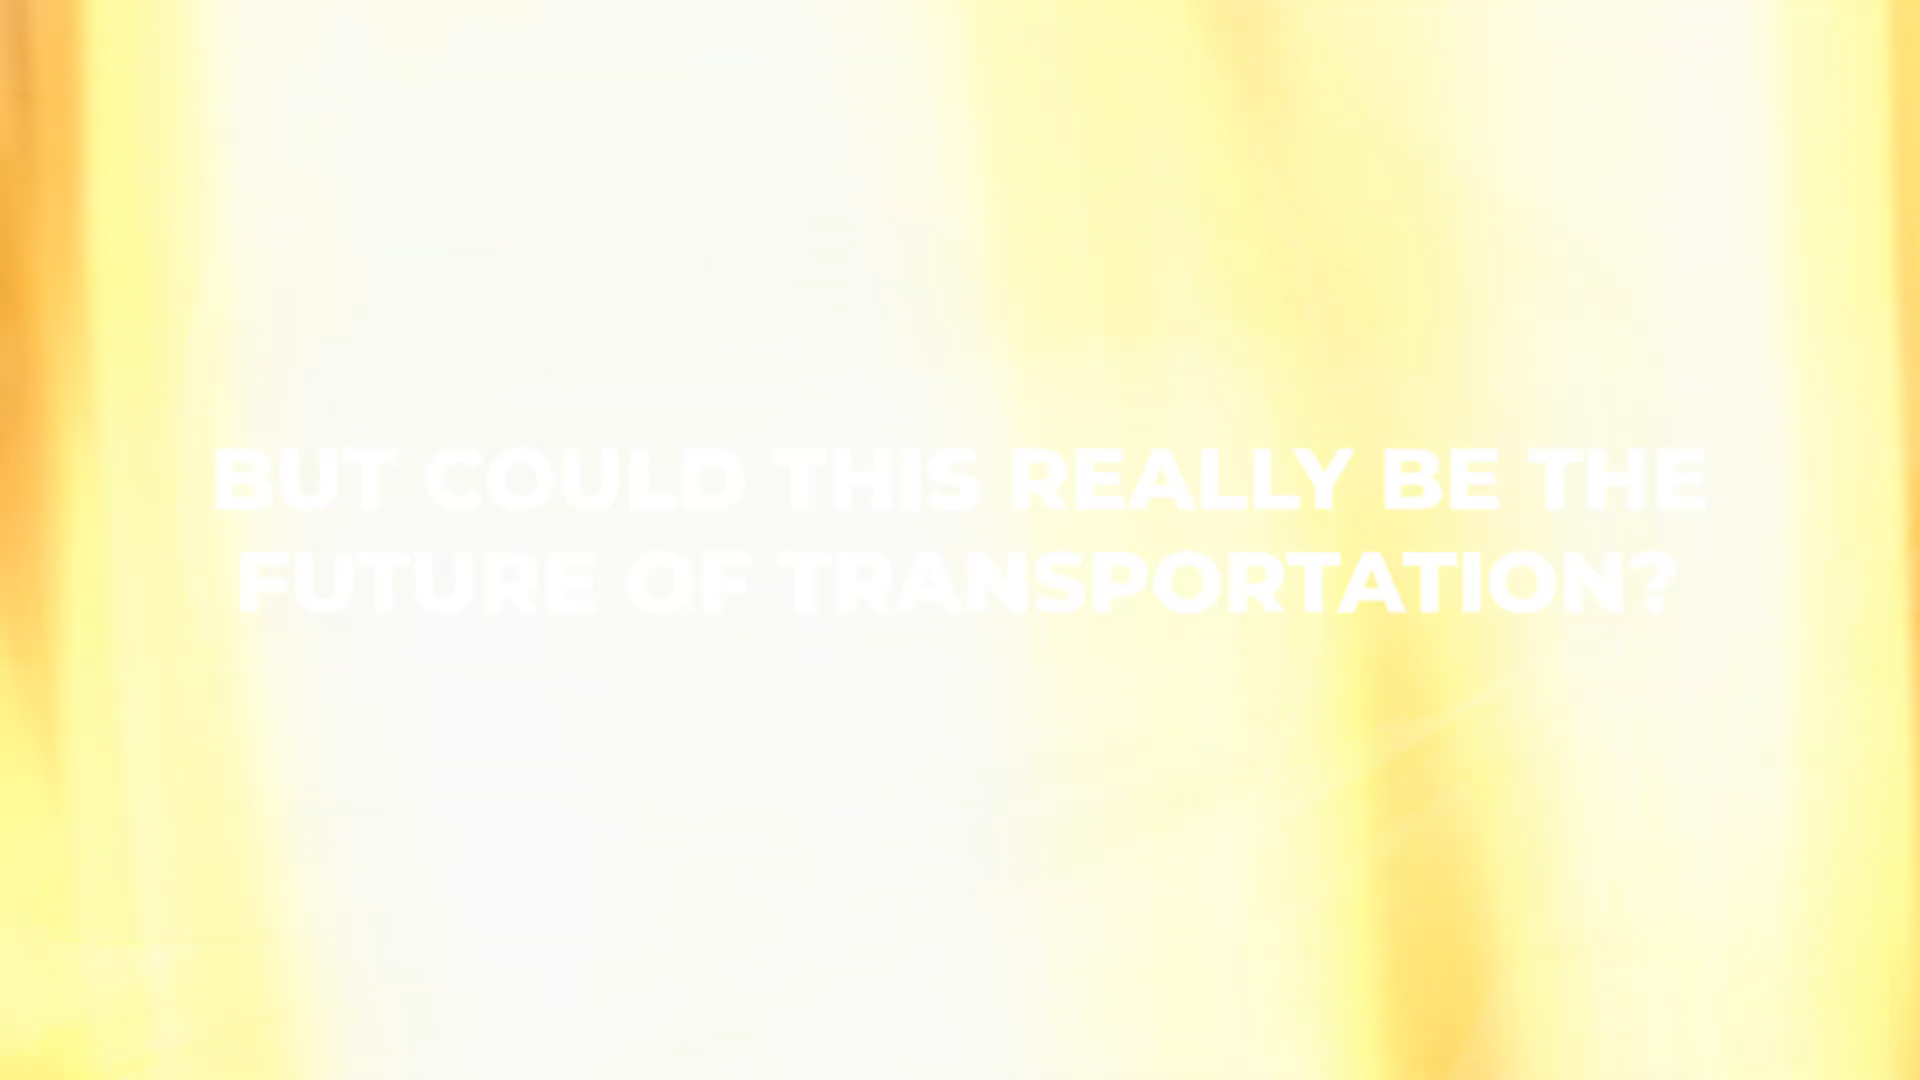 BUT COULD THIS REALLY BE THE
FUTURE OF TRANSPORTATION?